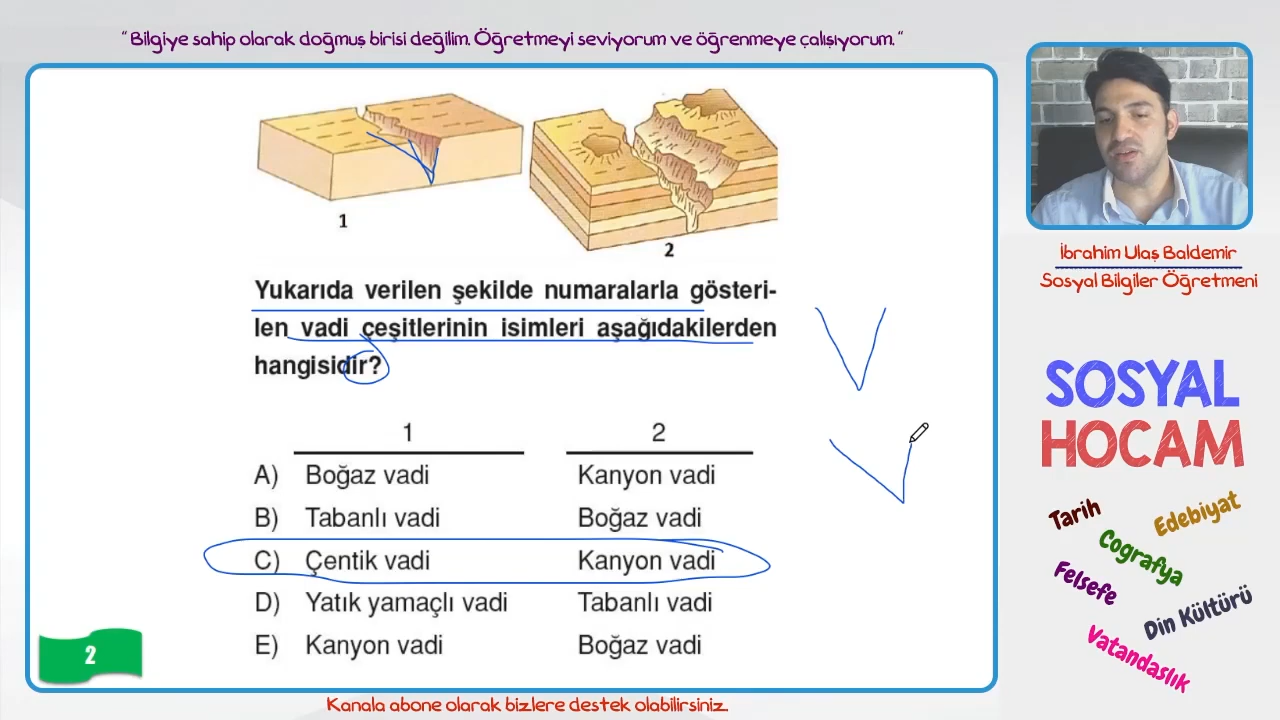 “ Bilgiye sahip olarak doğmuş birisi değilim. Öğretmeyi seviyorum ve öğrenmeye çalışıyorum. “
1
2
Yukarıda verilen şekilde numaralarla gösteri-
len vadi çeşitlerinin isimleri aşağıdakilerden
hangisidir?
1 2
A) Boğaz vadi Kanyon vadi
B) Tabanlı vadi Boğaz vadi
C) Çentik vadi Kanyon vadi
D) Yatık yamaçlı vadi Tabanlı vadi
E) Kanyon vadi Boğaz vadi
2
Kanala abone olarak bizlere destek olabilirsiniz.
İbrahim Ulaş Baldemir
Sosyal Bilgiler Öğretmeni
SOSYAL
HOCAM
Tarih
Edebiyat
Coğrafya
Felsefe
Din Kültürü
Vatandaslık